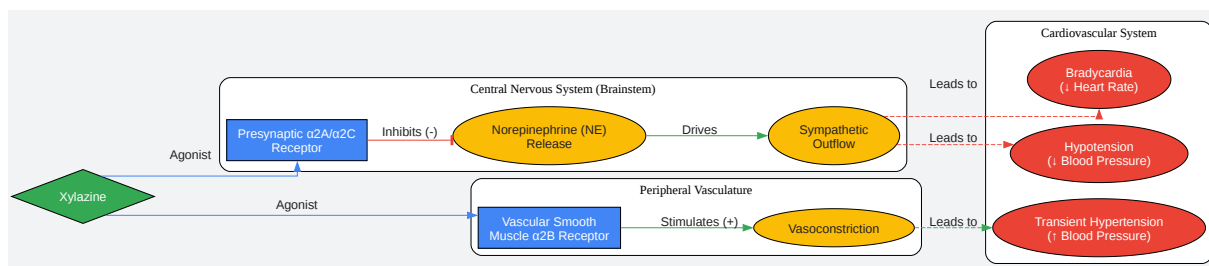 Cardiovascular System
Bradycardia
(↓ Heart Rate)
Leads to
Central Nervous System (Brainstem)
Presynaptic α2A/α2C
Receptor
Inhibits (-)
Norepinephrine (NE)
Release
Drives
Sympathetic
Outflow
Leads to
Hypotension
(↓ Blood Pressure)
Agonist
Xylazine
Peripheral Vasculature
Agonist
Vascular Smooth
Muscle α2B Receptor
Stimulates (+)
Vasoconstriction
Leads to
Transient Hypertension
(↑ Blood Pressure)